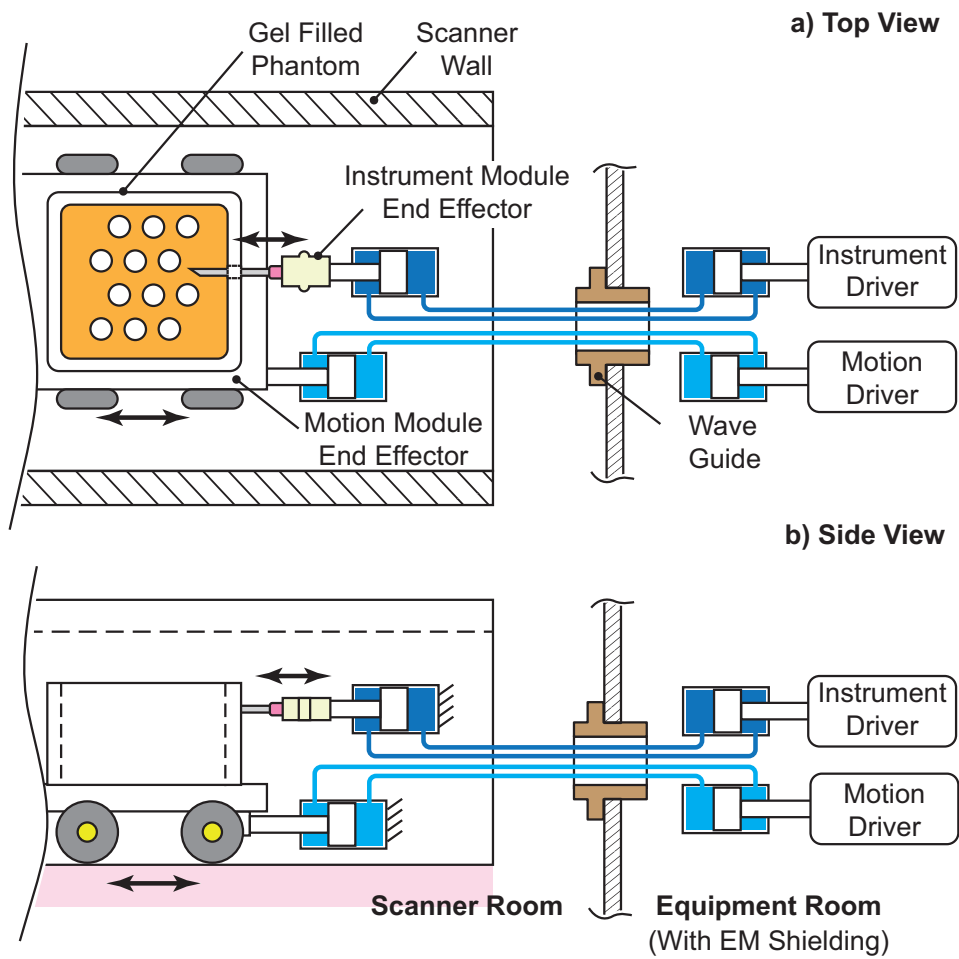 a) Top View
Gel Filled
Phantom
Scanner
Wall
Instrument Module
End Effector
Instrument
Driver
Motion
Driver
Motion Module
End Effector
Wave
Guide
b) Side View
Instrument
Driver
Motion
Driver
Scanner Room
Equipment Room
(With EM Shielding)